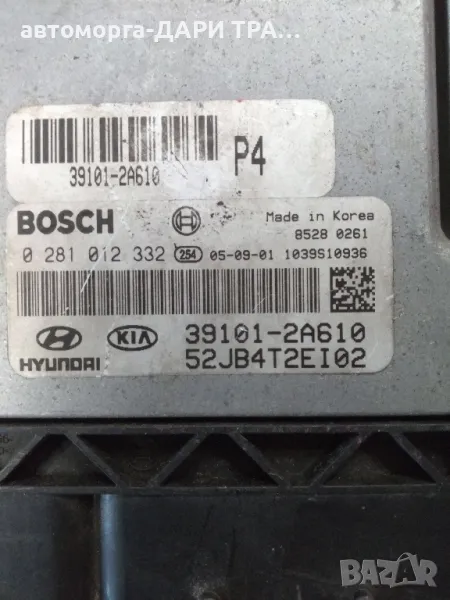 автоморга-ДАРИ ТРА...
39101-2A610
P4
BOSCH
Made in Korea
8528 0261
0 281 012 332 254 05-09-01 1039S10936
HYUNDAI KIA 39101-2A610
52JB4T2EI02
BAZAR